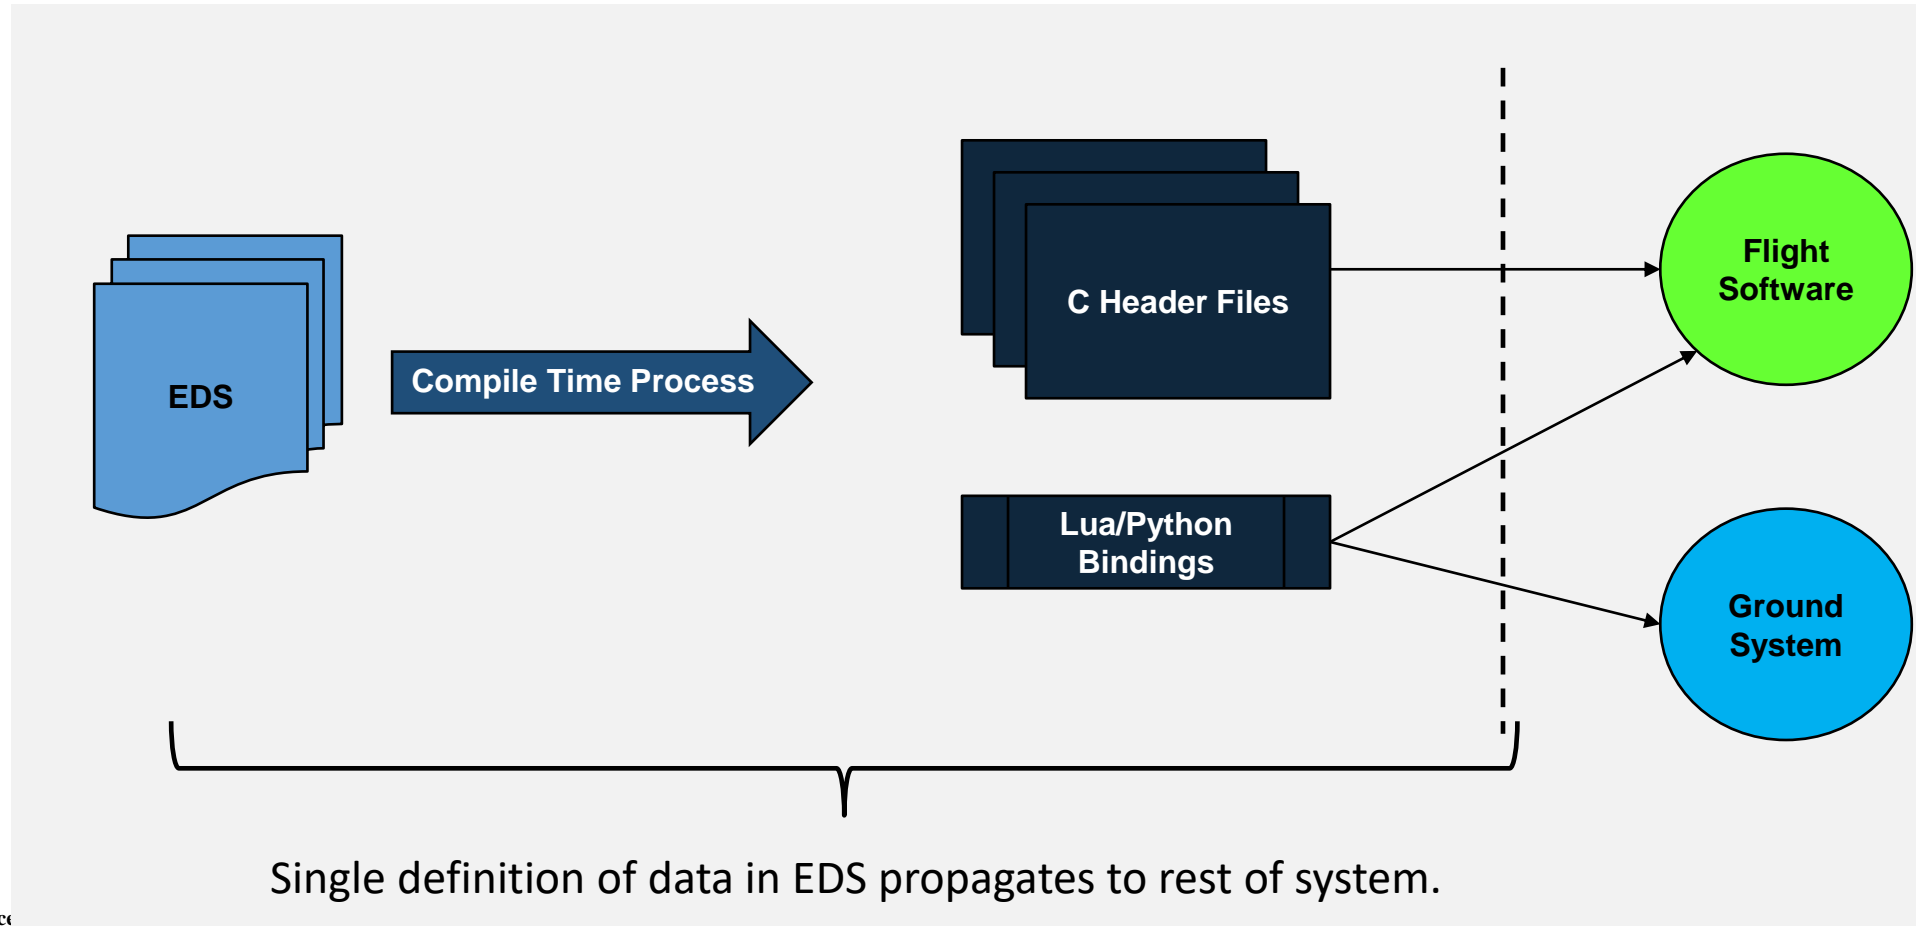 EDS
Compile Time Process
C Header Files
Lua/Python
Bindings
Flight
Software
Ground
System
Single definition of data in EDS propagates to rest of system.